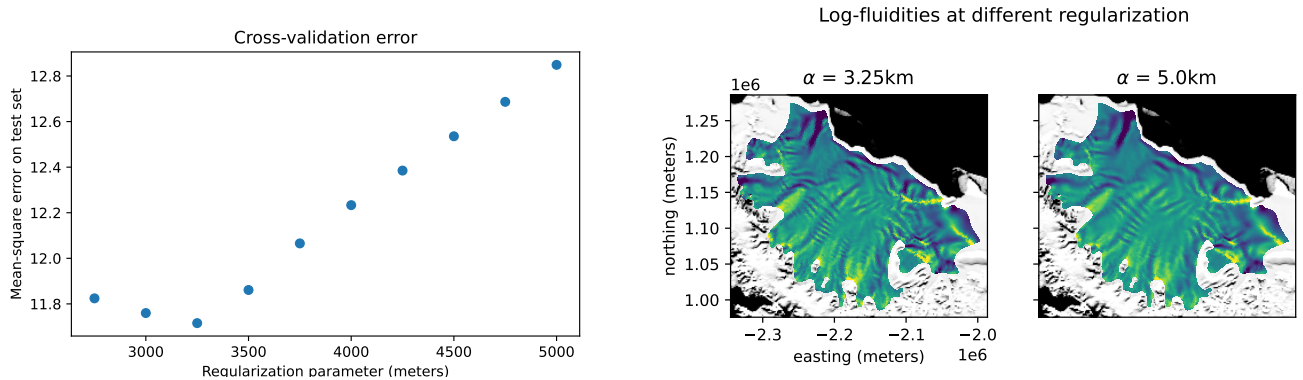 Cross-validation error
Mean-square error on test set
12.8
12.6
12.4
12.2
12.0
11.8
3000 3500 4000 4500 5000
Regularization parameter (meters)
Log-fluidities at different regularization
α = 3.25km
α = 5.0km
1e6
northing (meters)
1.25
1.20
1.15
1.10
1.05
1.00
−2.3 −2.2 −2.1 −2.0
easting (meters)
1e6